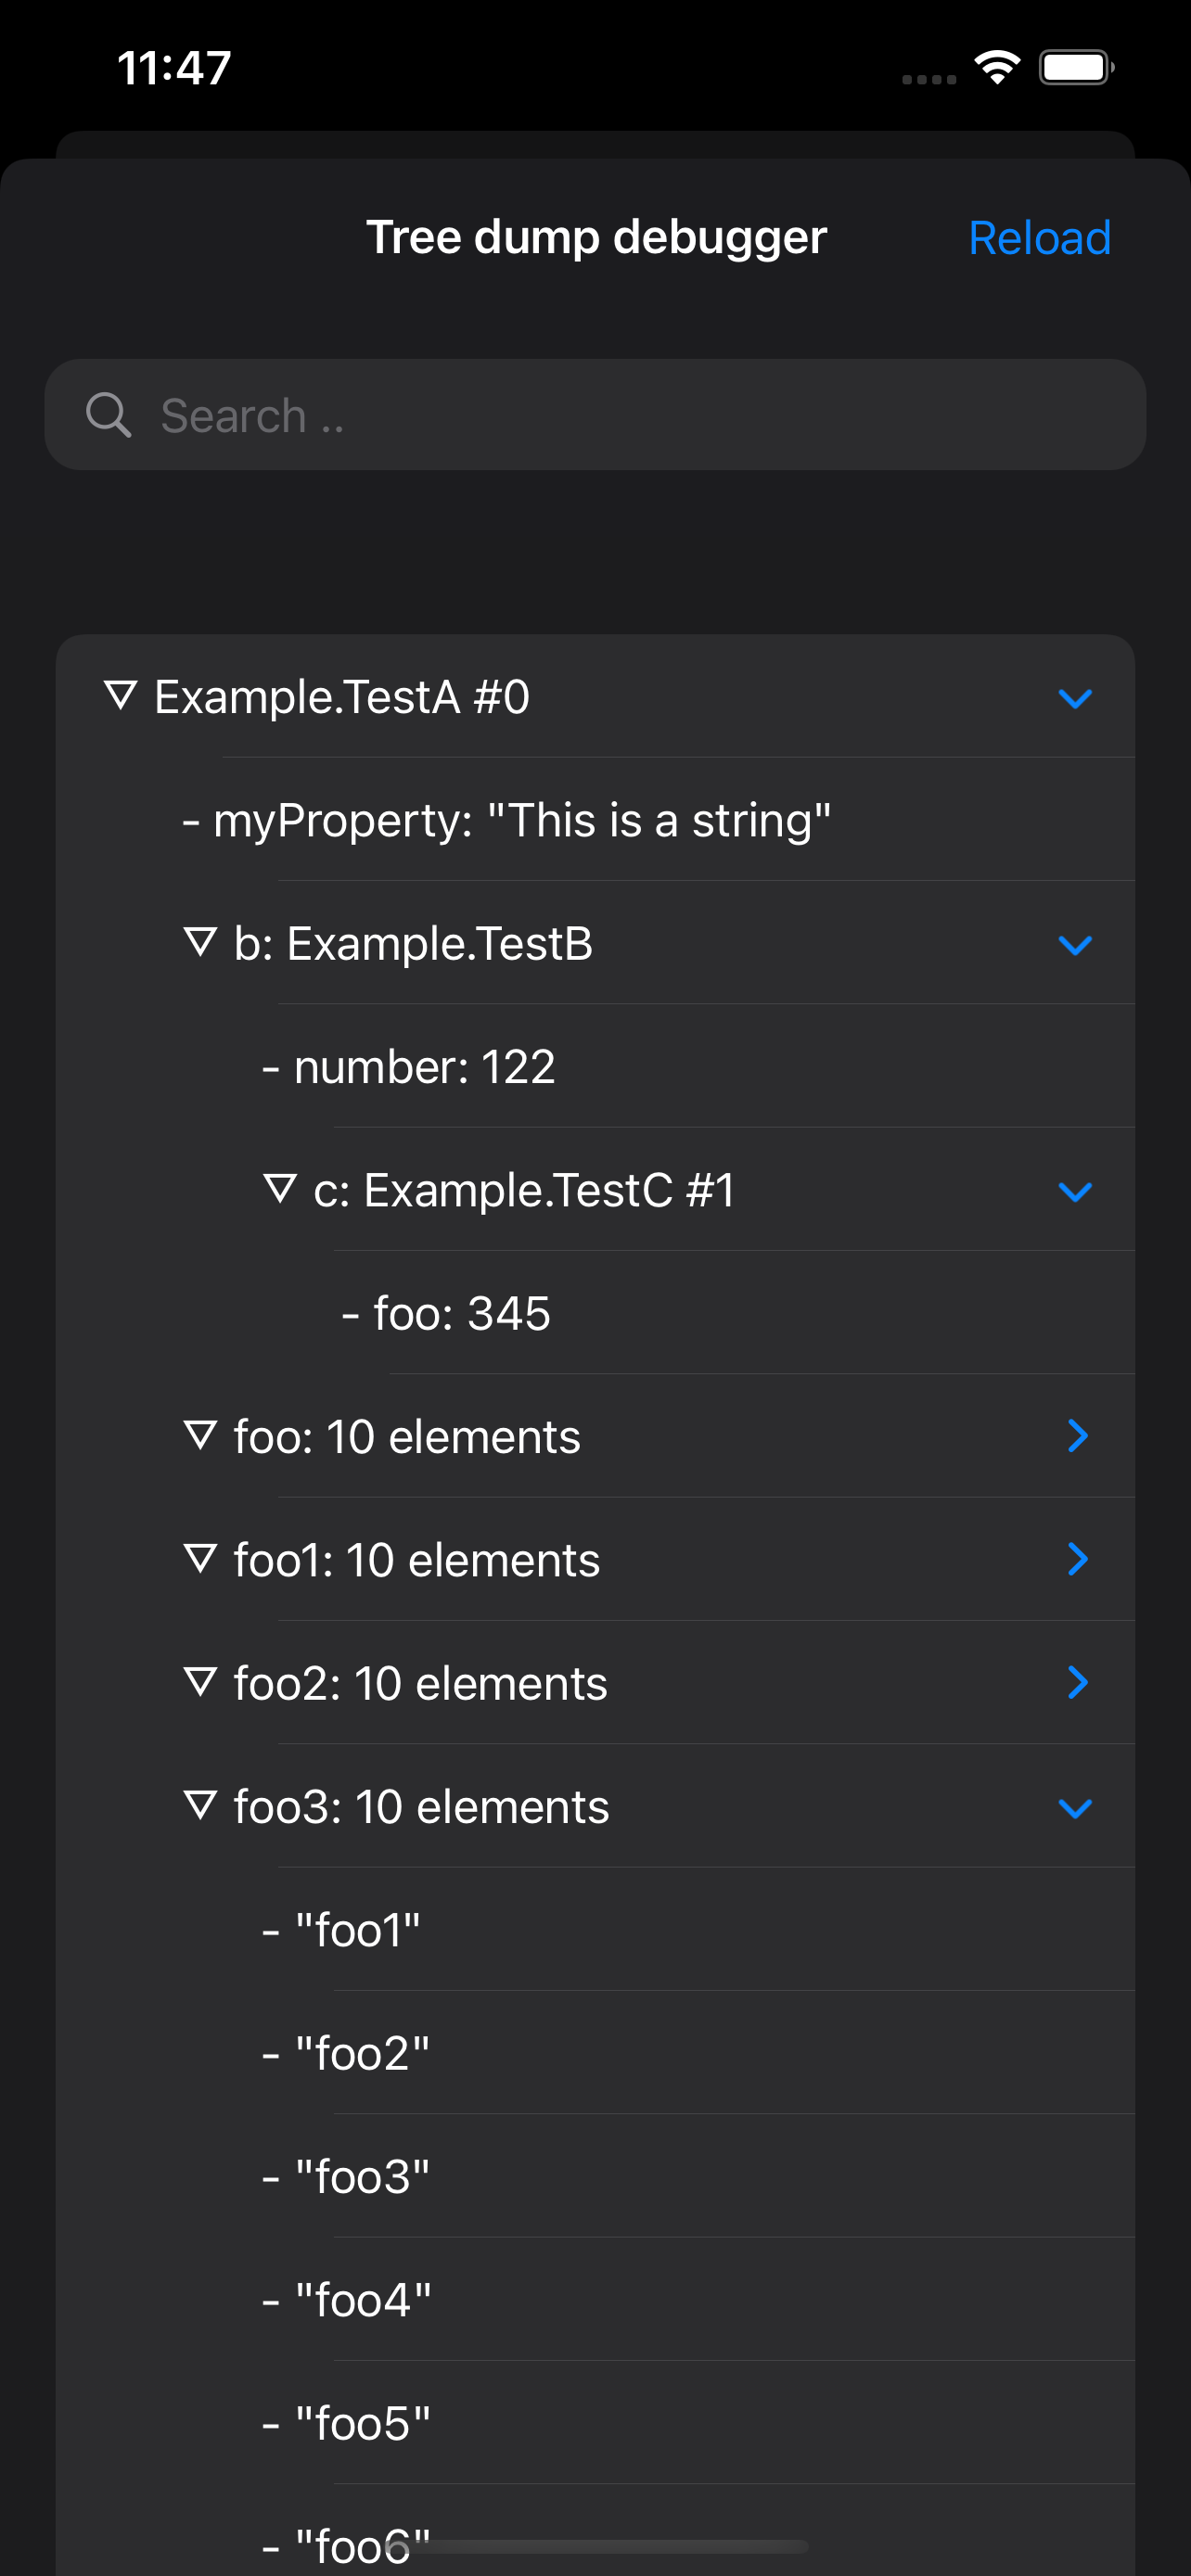 11:47
Tree dump debugger
Reload
Search ..
▽ Example.TestA #0
- myProperty: "This is a string"
▽ b: Example.TestB
- number: 122
▽ c: Example.TestC #1
- foo: 345
▽ foo: 10 elements
▽ foo1: 10 elements
▽ foo2: 10 elements
▽ foo3: 10 elements
- "foo1"
- "foo2"
- "foo3"
- "foo4"
- "foo5"
- "foo6"